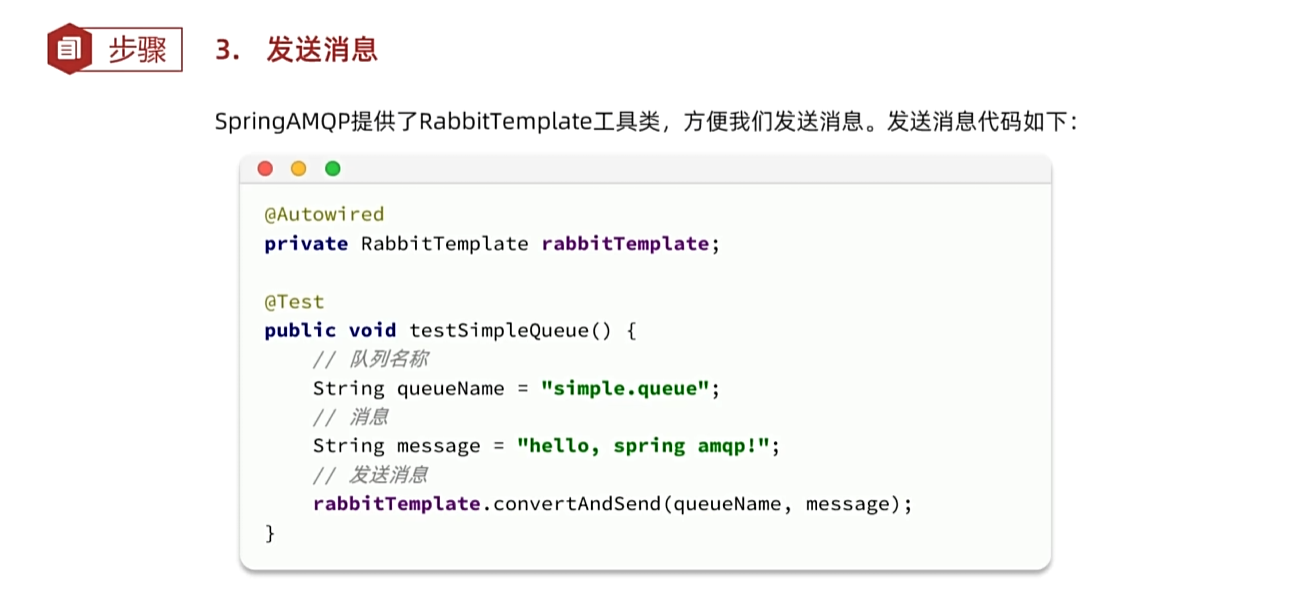 步骤
3. 发送消息
SpringAMQP提供了RabbitTemplate工具类，方便我们发送消息。发送消息代码如下：
@Autowired
private RabbitTemplate rabbitTemplate;
@Test
public void testSimpleQueue() {
// 队列名称
String queueName = "simple.queue";
// 消息
String message = "hello, spring amqp!";
// 发送消息
rabbitTemplate.convertAndSend(queueName, message);
}